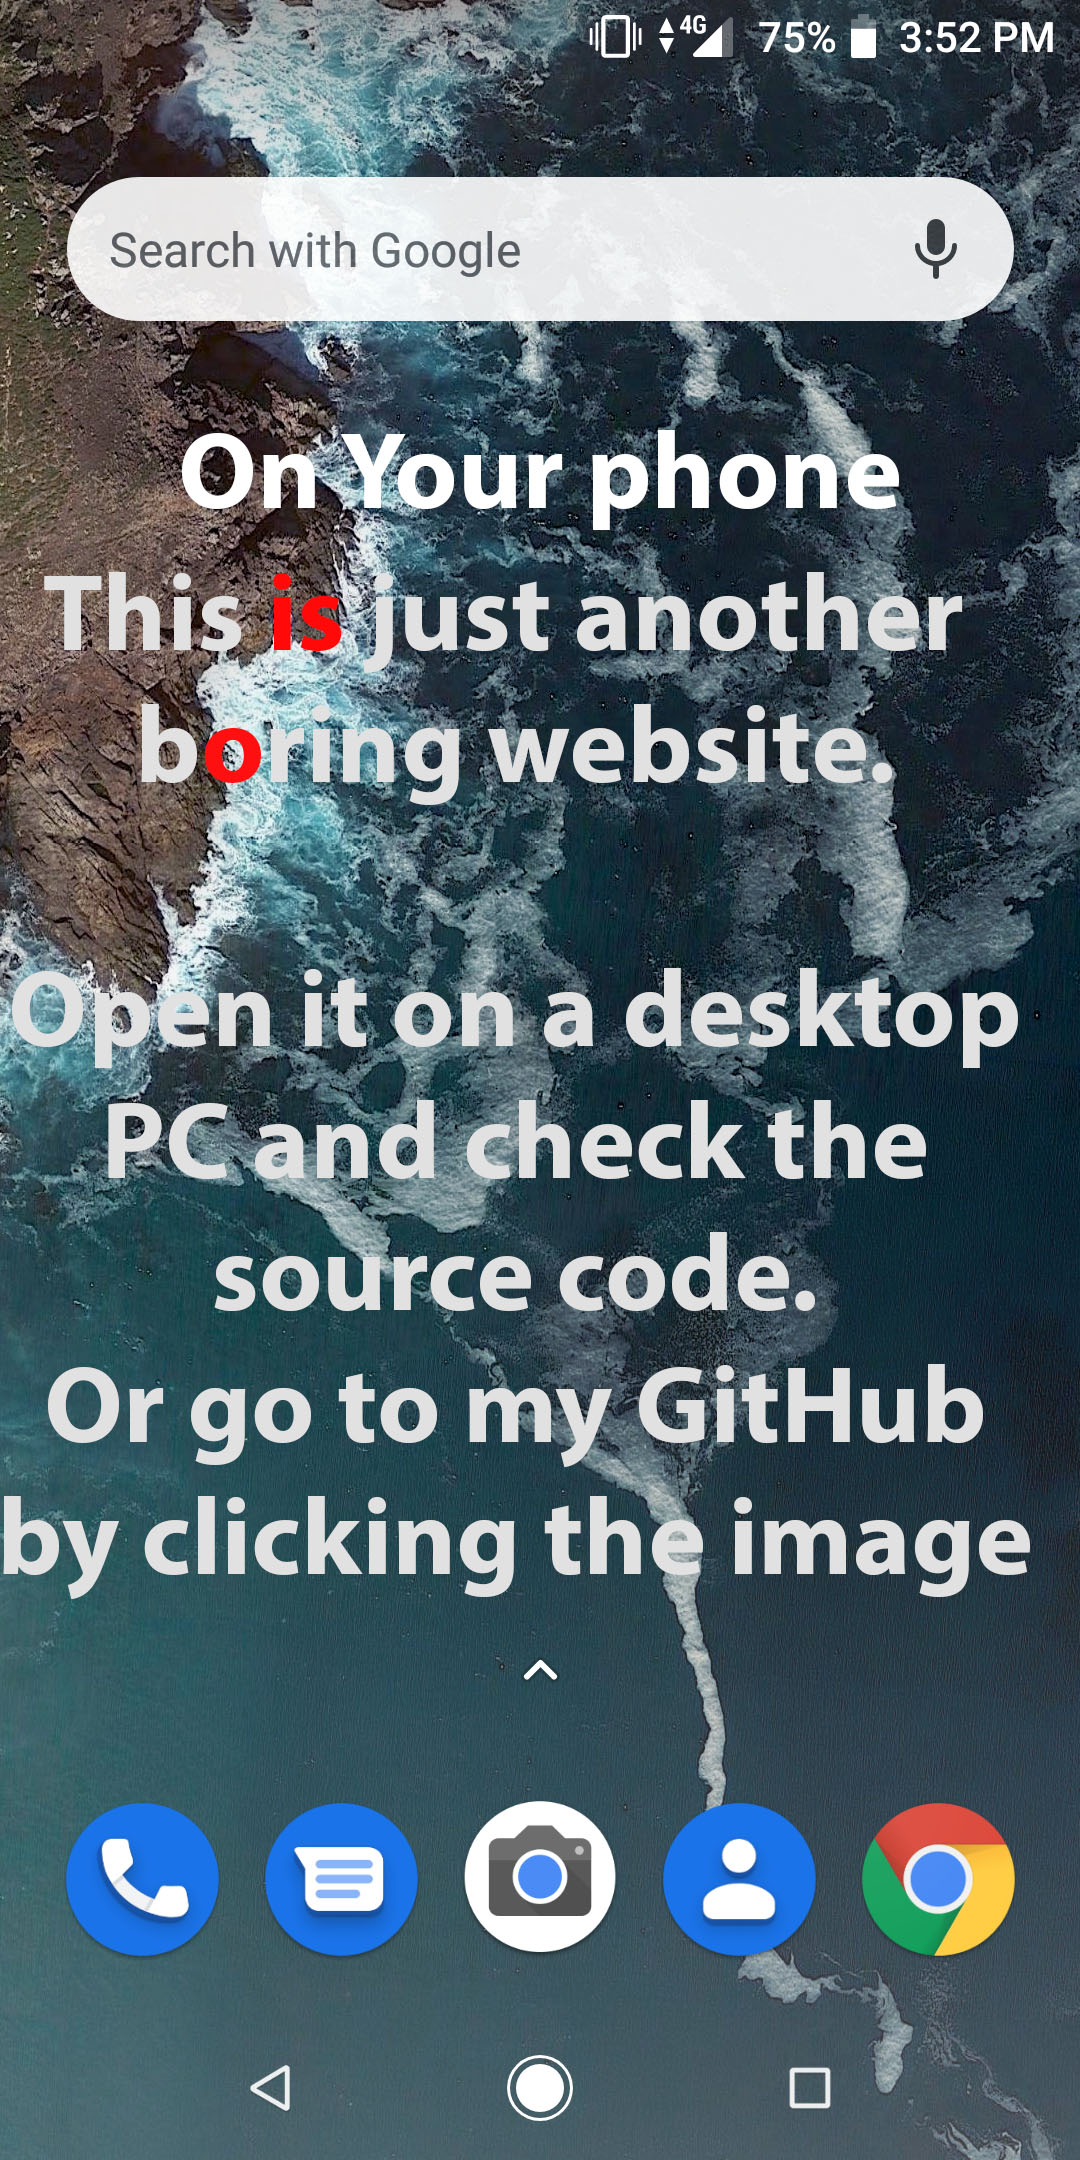 4G 75% 3:52 PM
Search with Google
On Your phone
This is just another
boring website.
Open it on a desktop
PC and check the
source code.
Or go to my GitHub
by clicking the image